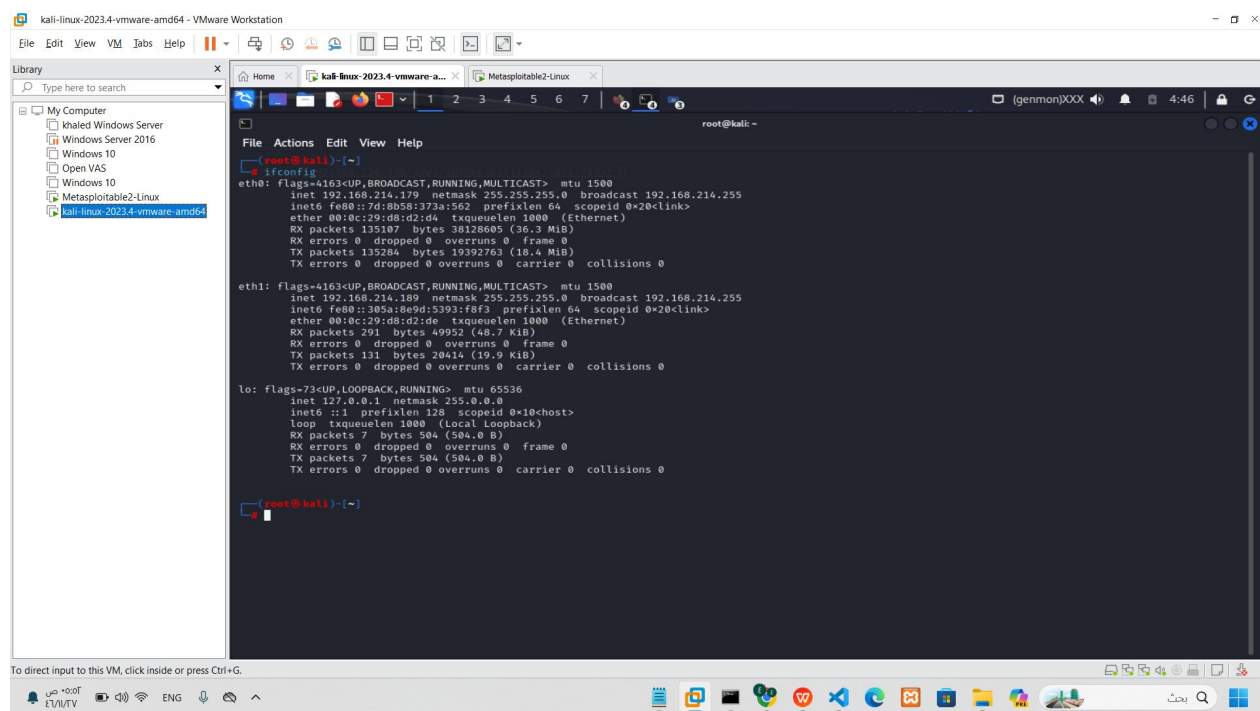 kali-linux-2023.4-vmware-amd64 - VMware Workstation
File Edit View VM Tabs Help
Library
Type here to search
My Computer
khaled Windows Server
Windows Server 2016
Windows 10
Open VAS
Windows 10
Metasploitable2-Linux
kali-linux-2023.4-vmware-amd64
Home kali-linux-2023.4-vmware-a... Metasploitable2-Linux
1 2 3 4 5 6 7 (genmon)XXX 4:46
root@kali: ~
File Actions Edit View Help
(root㉿kali)-[~]
# ifconfig
eth0: flags=4163<UP,BROADCAST,RUNNING,MULTICAST> mtu 1500
inet 192.168.214.179 netmask 255.255.255.0 broadcast 192.168.214.255
inet6 fe80::7d:8b58:373a:562 prefixlen 64 scopeid 0×20<link>
ether 00:0c:29:d8:d2:d4 txqueuelen 1000 (Ethernet)
RX packets 135107 bytes 38128605 (36.3 MiB)
RX errors 0 dropped 0 overruns 0 frame 0
TX packets 135284 bytes 19392763 (18.4 MiB)
TX errors 0 dropped 0 overruns 0 carrier 0 collisions 0
eth1: flags=4163<UP,BROADCAST,RUNNING,MULTICAST> mtu 1500
inet 192.168.214.189 netmask 255.255.255.0 broadcast 192.168.214.255
inet6 fe80::305a:8e9d:5393:f8f3 prefixlen 64 scopeid 0×20<link>
ether 00:0c:29:d8:d2:de txqueuelen 1000 (Ethernet)
RX packets 291 bytes 49952 (48.7 KiB)
RX errors 0 dropped 0 overruns 0 frame 0
TX packets 131 bytes 20414 (19.9 KiB)
TX errors 0 dropped 0 overruns 0 carrier 0 collisions 0
lo: flags=73<UP,LOOPBACK,RUNNING> mtu 65536
inet 127.0.0.1 netmask 255.0.0.0
inet6 ::1 prefixlen 128 scopeid 0×10<host>
loop txqueuelen 1000 (Local Loopback)
RX packets 7 bytes 504 (504.0 B)
RX errors 0 dropped 0 overruns 0 frame 0
TX packets 7 bytes 504 (504.0 B)
TX errors 0 dropped 0 overruns 0 carrier 0 collisions 0
(root㉿kali)-[~]
#
To direct input to this VM, click inside or press Ctrl+G.
ENG
PRE
بحث